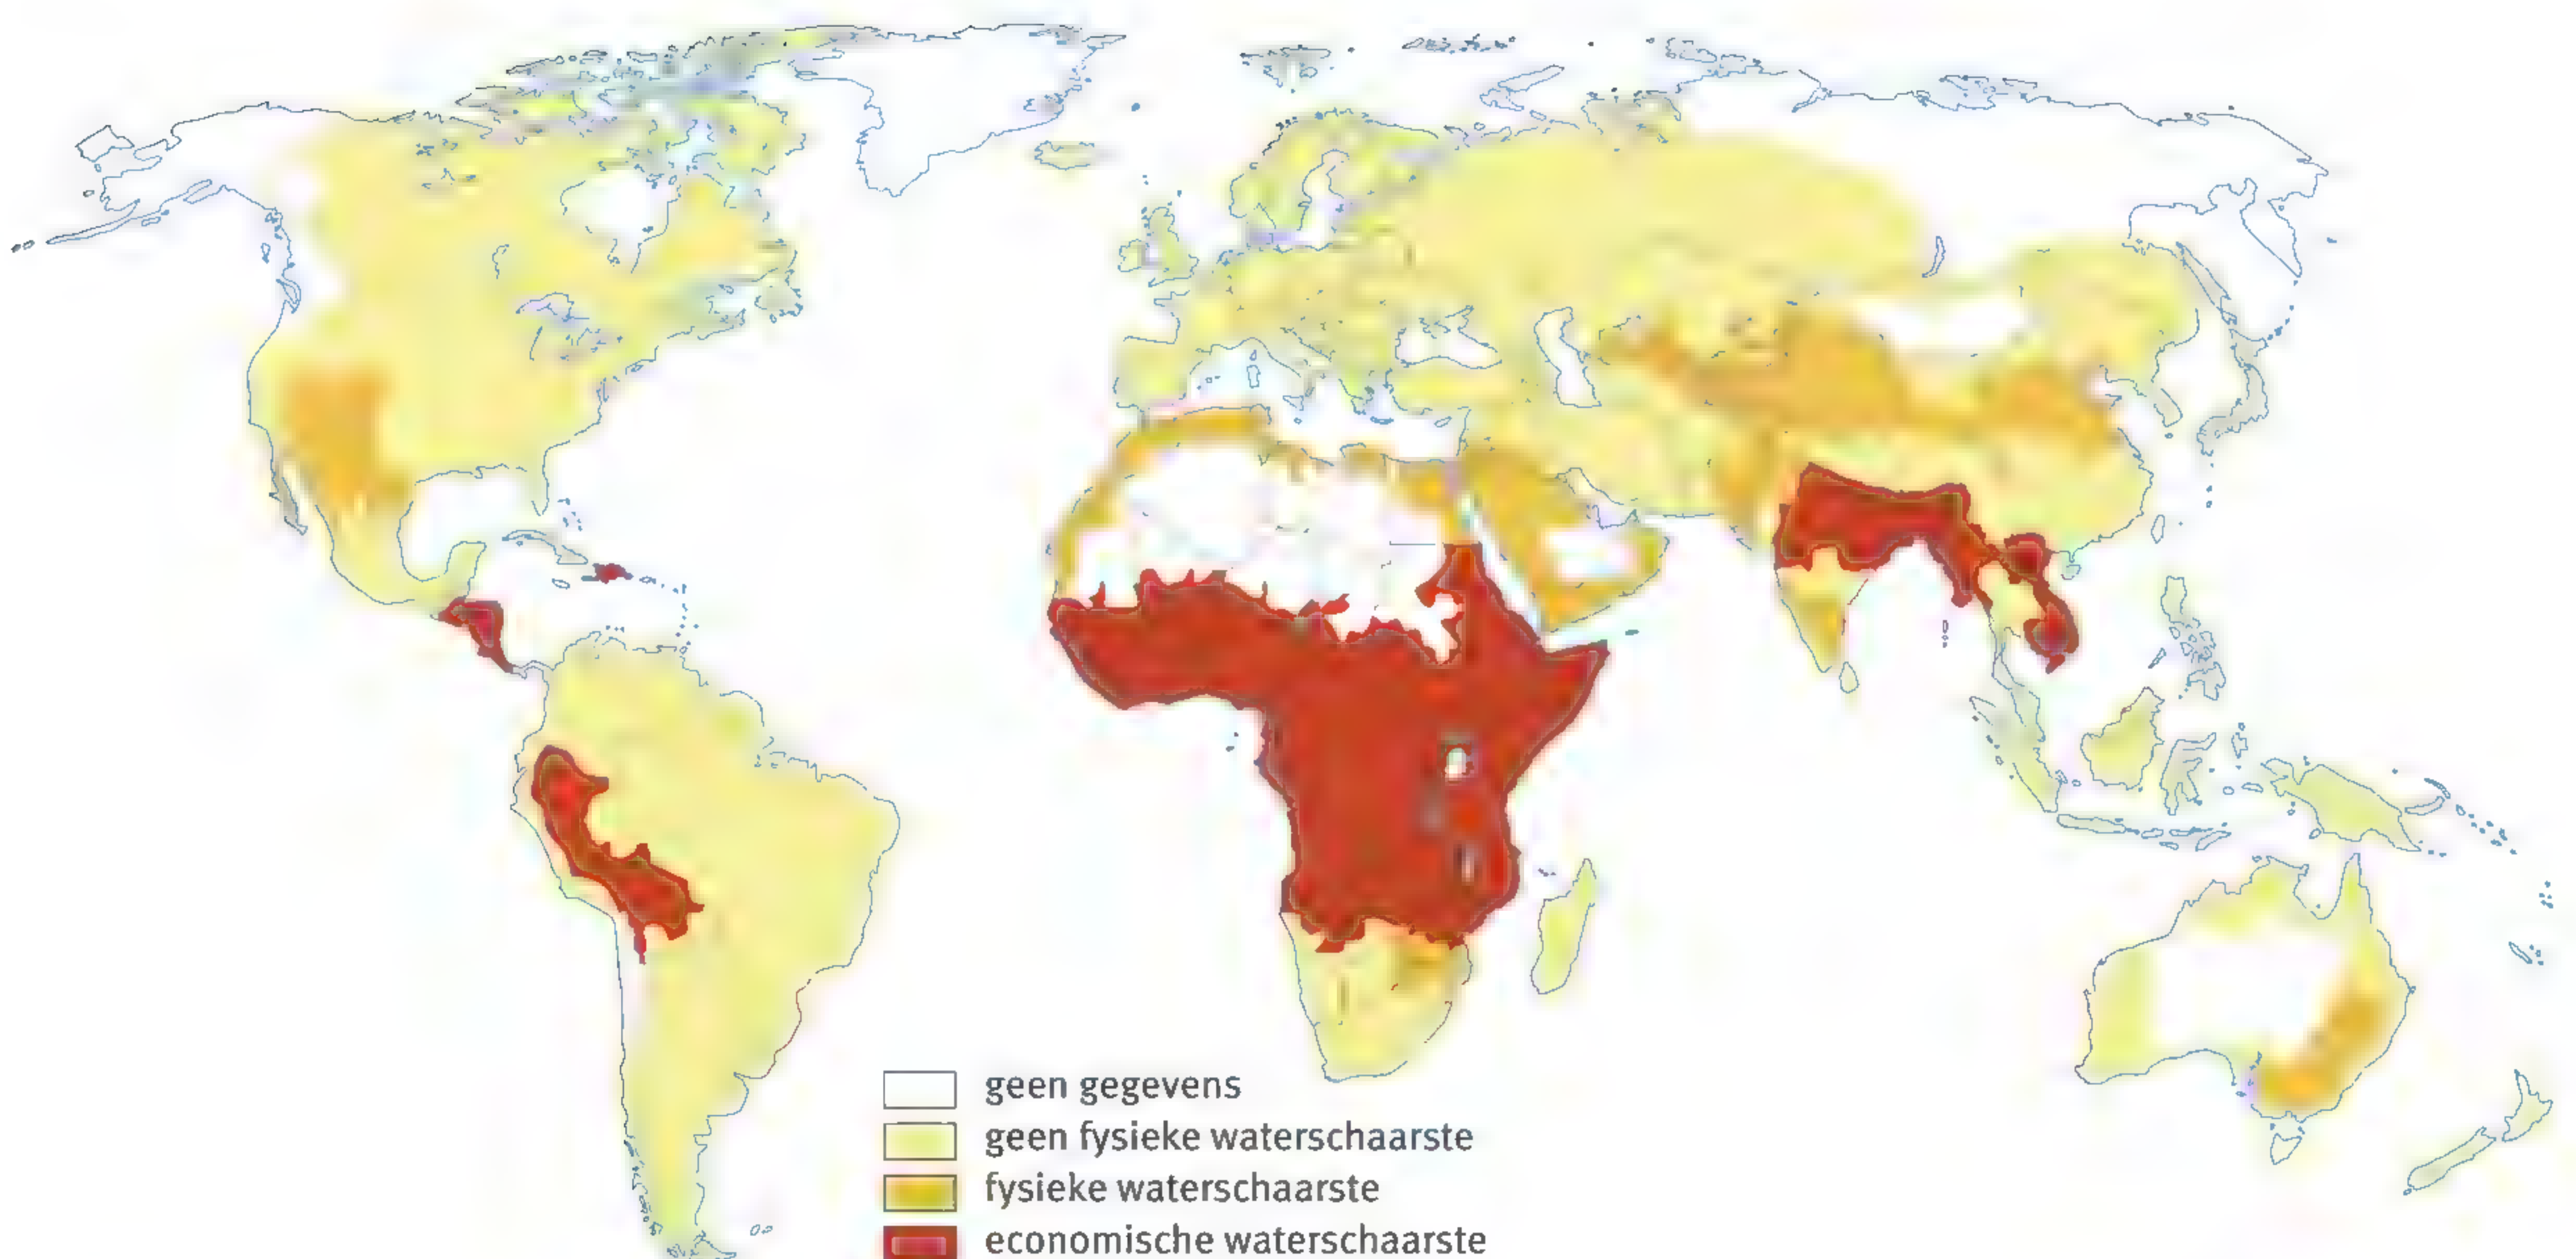 geen gegevens
geen fysieke waterschaarste
fysieke waterschaarste
economische waterschaarste